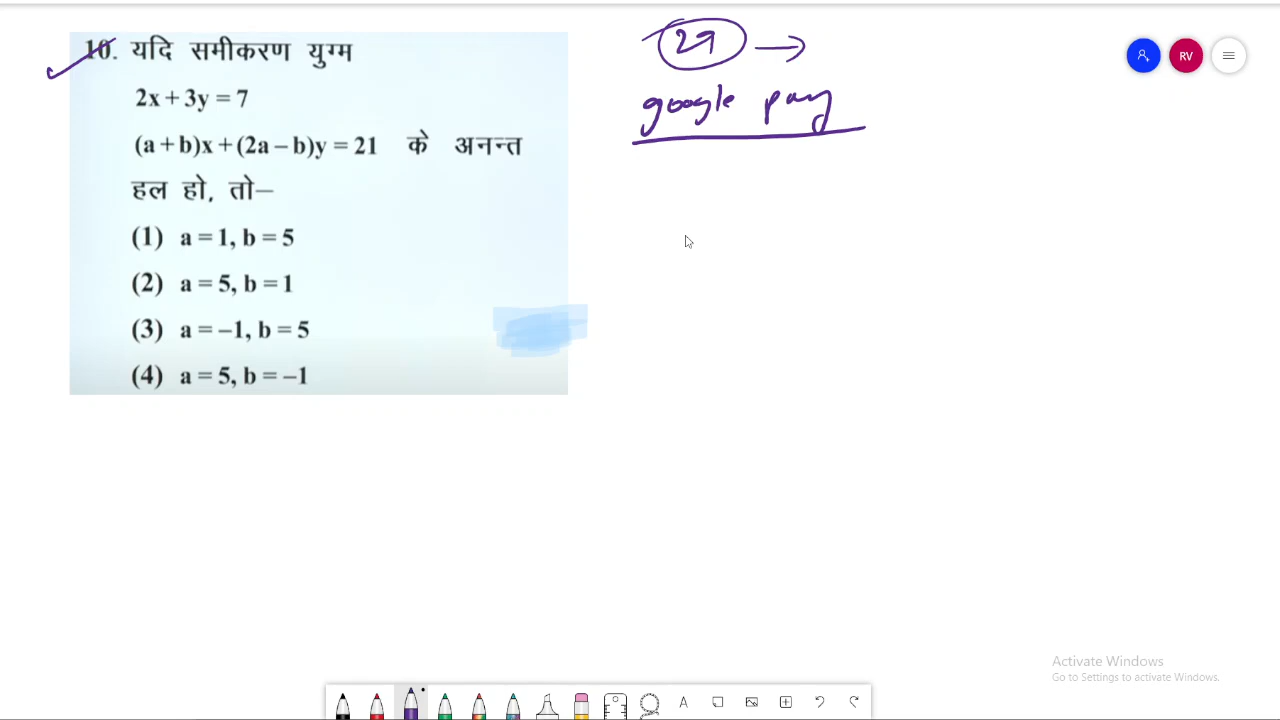 10. यदि समीकरण युग्म
2x + 3y = 7
(a + b)x + (2a – b)y = 21 के अनन्त
हल हो, तो–
(1) a = 1, b = 5
(2) a = 5, b = 1
(3) a = –1, b = 5
(4) a = 5, b = –1
29 →
google pay
RV
A
Activate Windows
Go to Settings to activate Windows.